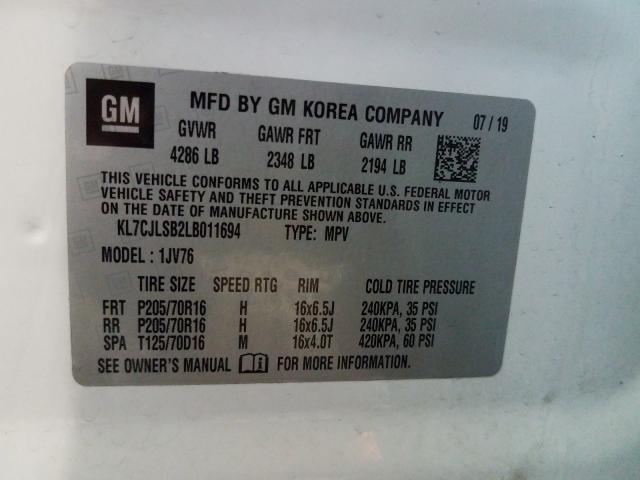 GM MFD BY GM KOREA COMPANY 07/19
GVWR GAWR FRT GAWR RR
4286 LB 2348 LB 2194 LB
THIS VEHICLE CONFORMS TO ALL APPLICABLE U.S. FEDERAL MOTOR
VEHICLE SAFETY AND THEFT PREVENTION STANDARDS IN EFFECT
ON DATE OF MANUFACTURE SHOWN ABOVE.
KL7CJLSB2LB011694 TYPE: MPV
MODEL : 1JV76
TIRE SIZE SPEED RTG RIM COLD TIRE PRESSURE
FRT P205/70R16 H 16x6.5J 240KPA, 35 PSI
RR P205/70R16 H 16x6.5J 240KPA, 35 PSI
SPA T125/70D16 M 16x4.0T 420KPA, 60 PSI
SEE OWNER'S MANUAL FOR MORE INFORMATION.